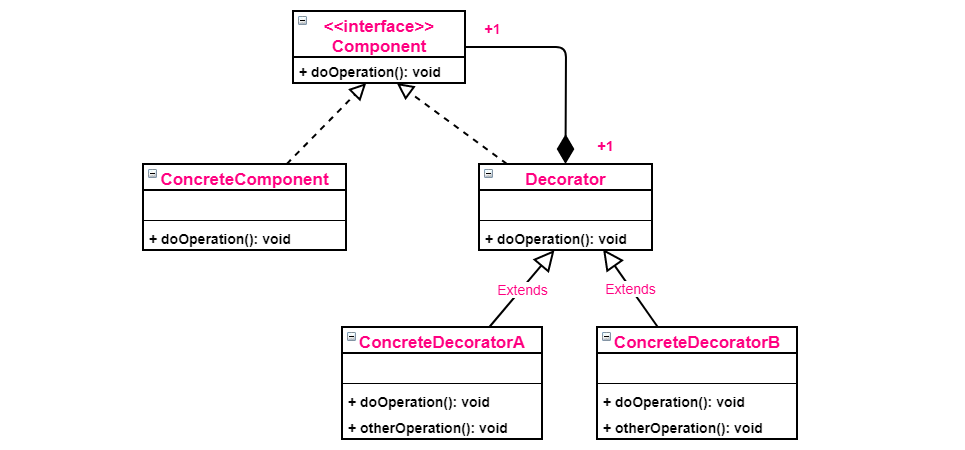 <<interface>>
Component
+1
+ doOperation(): void
+1
ConcreteComponent
Decorator
+ doOperation(): void
+ doOperation(): void
Extends
Extends
ConcreteDecoratorA
ConcreteDecoratorB
+ doOperation(): void
+ doOperation(): void
+ otherOperation(): void
+ otherOperation(): void